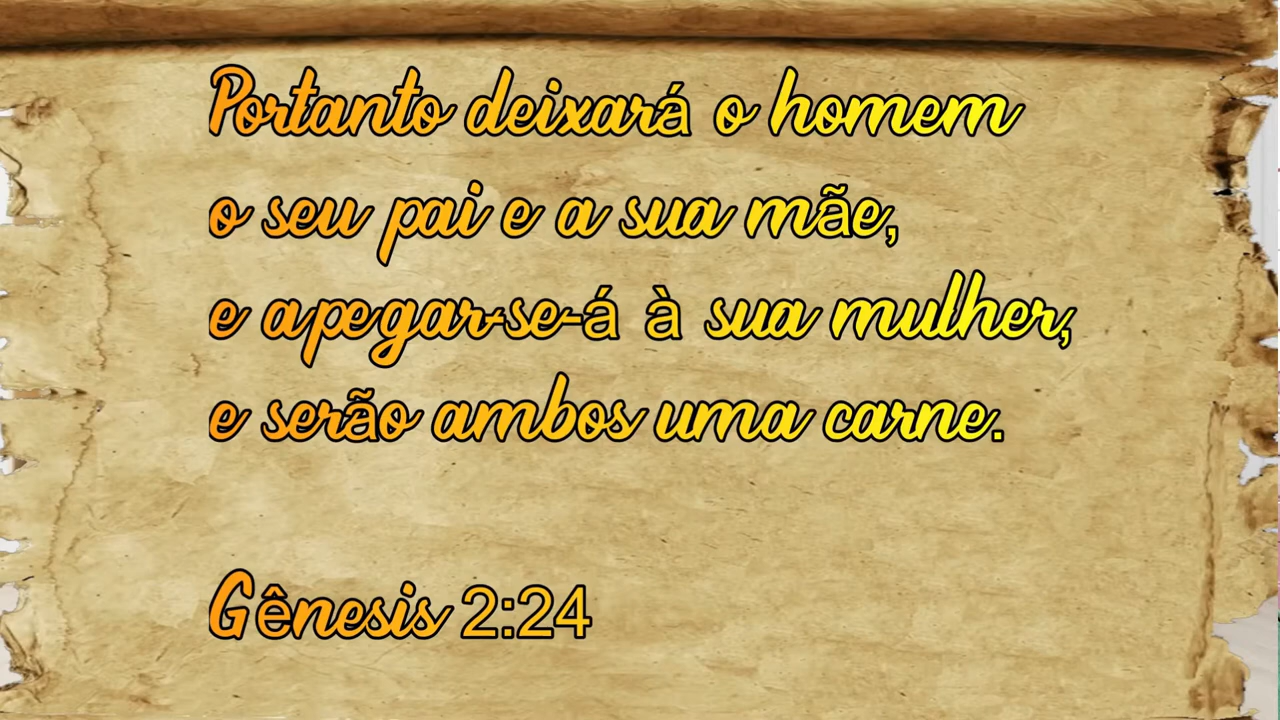 Portanto deixará o homem
o seu pai e a sua mãe,
e apegar-se-á à sua mulher,
e serão ambos uma carne.
Gênesis 2:24